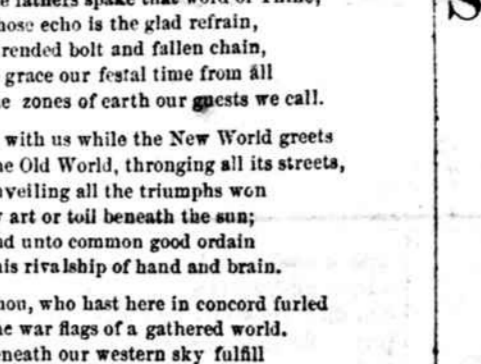 fathers spake that word of Thine,
hose echo is the glad refrain,
rended bolt and fallen chain,
grace our festal time from all
e zones of earth our guests we call.
with us while the New World greets
he Old World, thronging all its streets,
nveiling all the triumphs won
art or toil beneath the sun;
nd unto common good ordain
his rivalship of hand and brain.
hou, who hast here in concord furled
he war flags of a gathered world.
neath our western sky fulfill
S